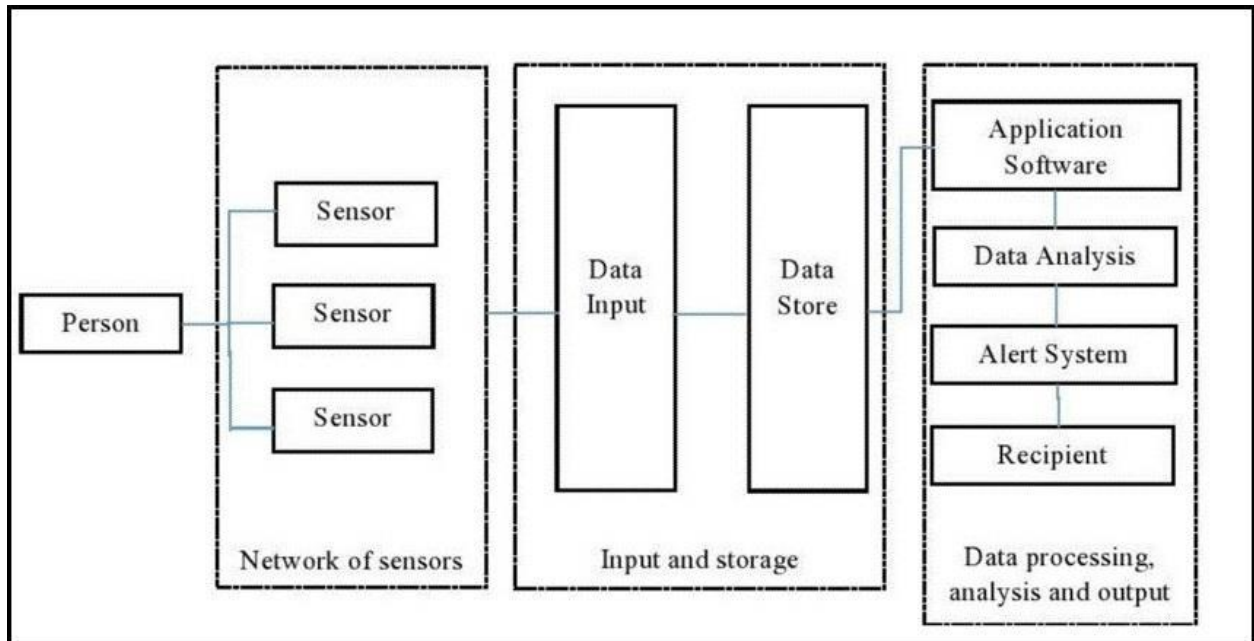 Person
Sensor
Sensor
Sensor
Network of sensors
Data
Input
Data
Store
Input and storage
Application
Software
Data Analysis
Alert System
Recipient
Data processing,
analysis and output